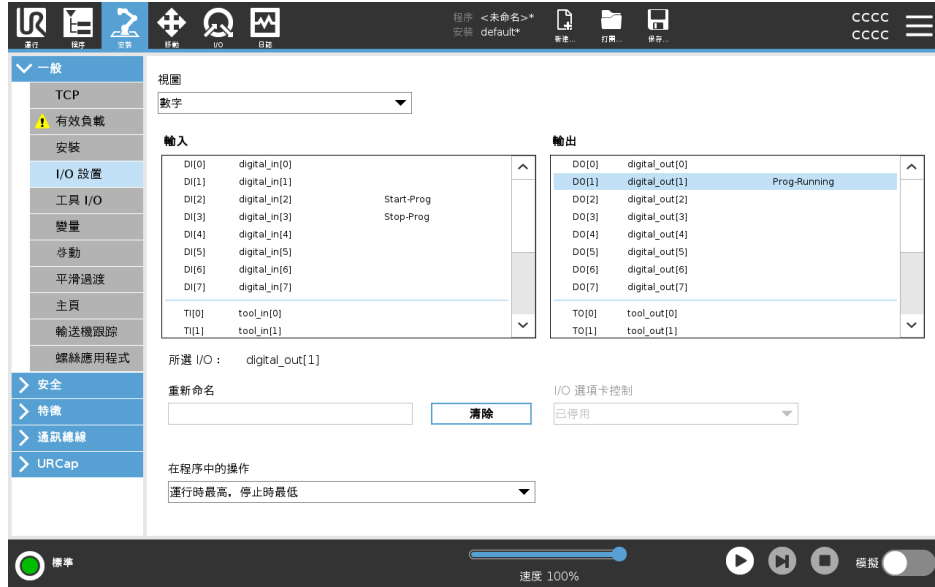 UR
程序 <未命名>*
安裝 default*
cccc
cccc
運行 程序 安裝 移動 I/O 日誌 新建... 打開... 保存...
一般
TCP
有效負載
安裝
I/O 設置
工具 I/O
變量
啓動
平滑過渡
主頁
輸送機跟踪
螺絲應用程式
安全
特徵
通訊總線
URCap
視圖
數字
輸入
DI[0] digital_in[0]
DI[1] digital_in[1]
DI[2] digital_in[2] Start-Prog
DI[3] digital_in[3] Stop-Prog
DI[4] digital_in[4]
DI[5] digital_in[5]
DI[6] digital_in[6]
DI[7] digital_in[7]
TI[0] tool_in[0]
TI[1] tool_in[1]
輸出
DO[0] digital_out[0]
DO[1] digital_out[1] Prog-Running
DO[2] digital_out[2]
DO[3] digital_out[3]
DO[4] digital_out[4]
DO[5] digital_out[5]
DO[6] digital_out[6]
DO[7] digital_out[7]
TO[0] tool_out[0]
TO[1] tool_out[1]
所選 I/O : digital_out[1]
重新命名
清除
I/O 選項卡控制
已停用
在程序中的操作
運行時最高，停止時最低
標準
速度 100%
模擬